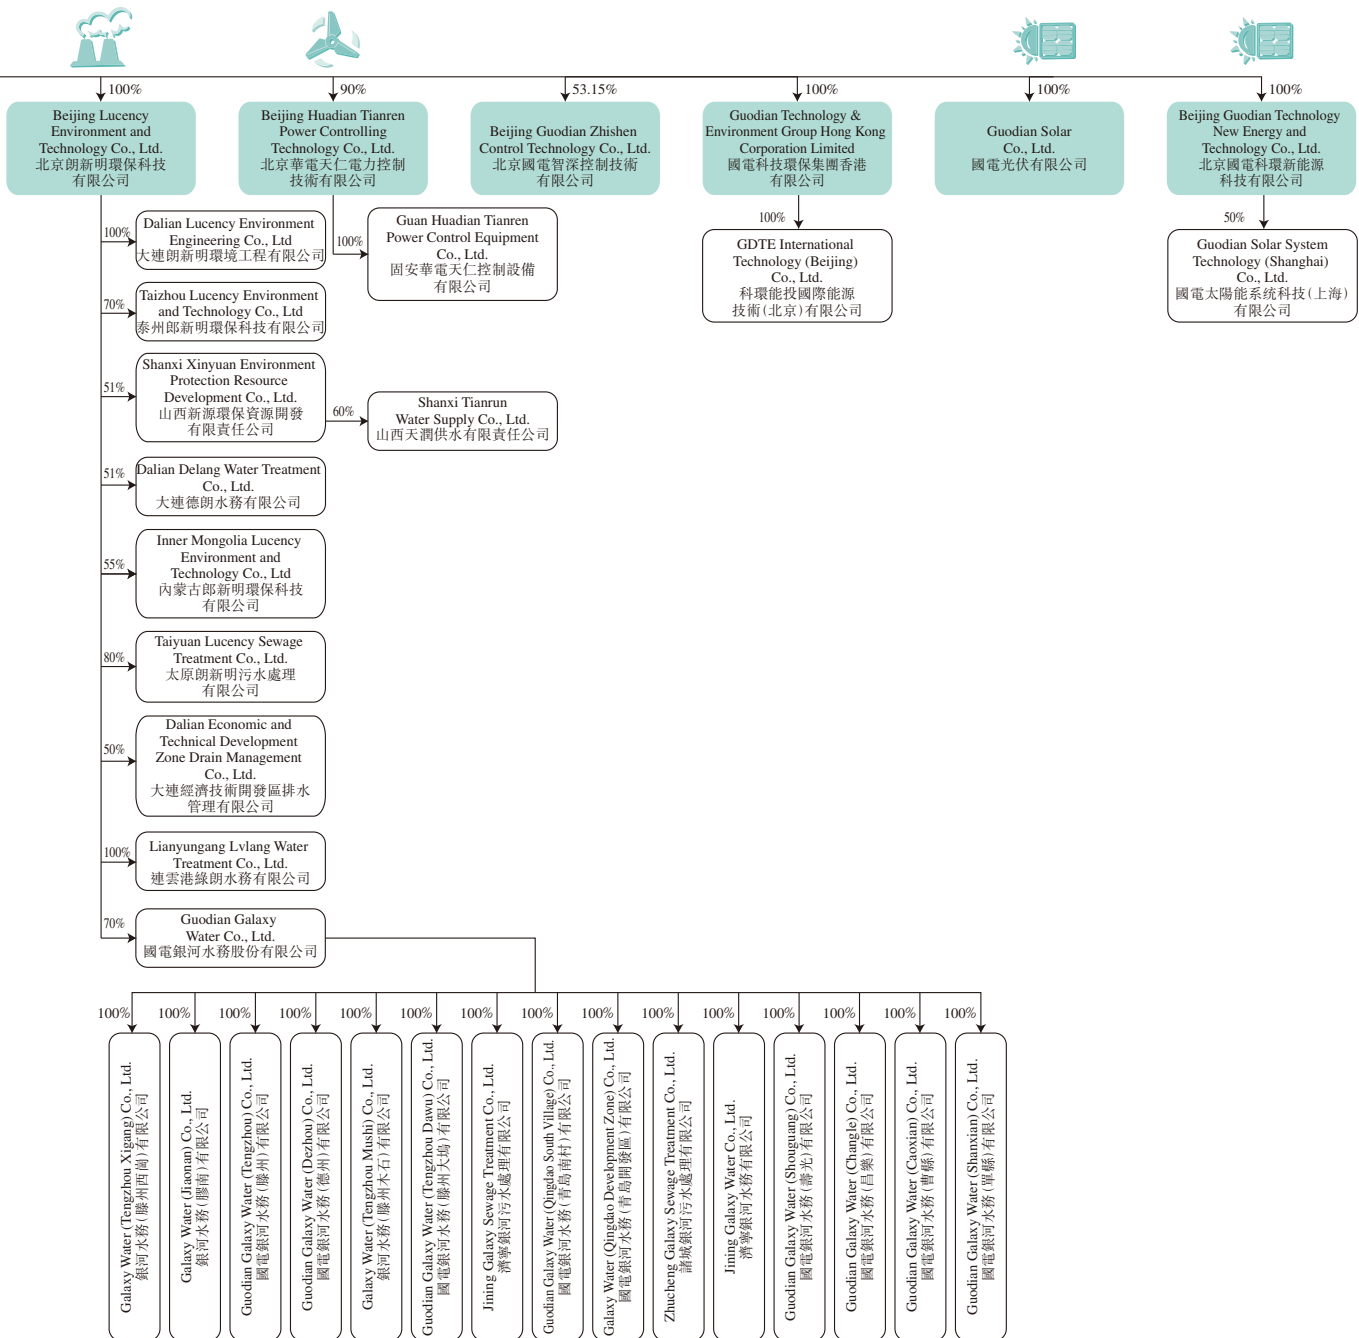 100%
Beijing Lucency
Environment and
Technology Co., Ltd.
北京朗新明環保科技
有限公司
90%
Beijing Huadian Tianren
Power Controlling
Technology Co., Ltd.
北京華電天仁電力控制
技術有限公司
53.15%
Beijing Guodian Zhishen
Control Technology Co., Ltd.
北京國電智深控制技術
有限公司
100%
Guodian Technology &
Environment Group Hong Kong
Corporation Limited
國電科技環保集團香港
有限公司
100%
Guodian Solar
Co., Ltd.
國電光伏有限公司
100%
Beijing Guodian Technology
New Energy and
Technology Co., Ltd.
北京國電科環新能源
科技有限公司
100%
Dalian Lucency Environment
Engineering Co., Ltd
大連朗新明環境工程有限公司
100%
Guan Huadian Tianren
Power Control Equipment
Co., Ltd.
固安華電天仁控制設備
有限公司
100%
GDTE International
Technology (Beijing)
Co., Ltd.
科環能投國際能源
技術(北京)有限公司
50%
Guodian Solar System
Technology (Shanghai)
Co., Ltd.
國電太陽能系統科技(上海)
有限公司
70%
Taizhou Lucency Environment
and Technology Co., Ltd
泰州郎新明環保科技有限公司
51%
Shanxi Xinyuan Environment
Protection Resource
Development Co., Ltd.
山西新源環保資源開發
有限責任公司
60%
Shanxi Tianrun
Water Supply Co., Ltd.
山西天潤供水有限責任公司
51%
Dalian Delang Water Treatment
Co., Ltd.
大連德朗水務有限公司
55%
Inner Mongolia Lucency
Environment and
Technology Co., Ltd
內蒙古郎新明環保科技
有限公司
80%
Taiyuan Lucency Sewage
Treatment Co., Ltd.
太原朗新明污水處理
有限公司
50%
Dalian Economic and
Technical Development
Zone Drain Management
Co., Ltd.
大連經濟技術開發區排水
管理有限公司
100%
Lianyungang Lvlang Water
Treatment Co., Ltd.
連雲港綠朗水務有限公司
70%
Guodian Galaxy
Water Co., Ltd.
國電銀河水務股份有限公司
100%
Galaxy Water (Tengzhou Xigang) Co., Ltd.
銀河水務(滕州西崗)有限公司
100%
Galaxy Water (Jiaonan) Co., Ltd.
銀河水務(膠南)有限公司
100%
Guodian Galaxy Water (Tengzhou) Co., Ltd.
國電銀河水務(滕州)有限公司
100%
Guodian Galaxy Water (Dezhou) Co., Ltd.
國電銀河水務(德州)有限公司
100%
Galaxy Water (Tengzhou Mushi) Co., Ltd.
銀河水務(滕州木石)有限公司
100%
Guodian Galaxy Water (Tengzhou Dawu) Co., Ltd.
國電銀河水務(滕州大塢)有限公司
100%
Jining Galaxy Sewage Treatment Co., Ltd.
濟寧銀河污水處理有限公司
100%
Guodian Galaxy Water (Qingdao South Village) Co., Ltd.
國電銀河水務(青島南村)有限公司
100%
Galaxy Water (Qingdao Development Zone) Co., Ltd.
國電銀河水務(青島開發區)有限公司
100%
Zhucheng Galaxy Sewage Treatment Co., Ltd.
諸城銀河污水處理有限公司
100%
Jining Galaxy Water Co., Ltd.
濟寧銀河水務有限公司
100%
Guodian Galaxy Water (Shouguang) Co., Ltd.
國電銀河水務(壽光)有限公司
100%
Guodian Galaxy Water (Changle) Co., Ltd.
國電銀河水務(昌樂)有限公司
100%
Guodian Galaxy Water (Caoxian) Co., Ltd.
國電銀河水務(曹縣)有限公司
100%
Guodian Galaxy Water (Shanxian) Co., Ltd.
國電銀河水務(單縣)有限公司